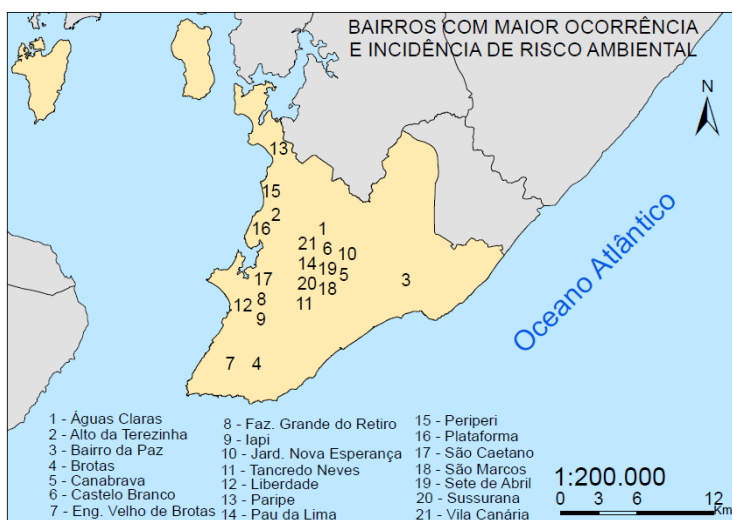 BAIRROS COM MAIOR OCORRÊNCIA
E INCIDÊNCIA DE RISCO AMBIENTAL
N
13
15
2
16
1
21
6
10
14
19
5
3
17
20
18
8
12
11
9
7
4
Oceano Atlântico
1 - Águas Claras
2 - Alto da Terezinha
3 - Bairro da Paz
4 - Brotas
5 - Canabrava
6 - Castelo Branco
7 - Eng. Velho de Brotas
8 - Faz. Grande do Retiro
9 - Iapi
10 - Jard. Nova Esperança
11 - Tancredo Neves
12 - Liberdade
13 - Paripe
14 - Pau da Lima
15 - Periperi
16 - Plataforma
17 - São Caetano
18 - São Marcos
19 - Sete de Abril
20 - Sussurana
21 - Vila Canária
1:200.000
0 3 6 12
Km